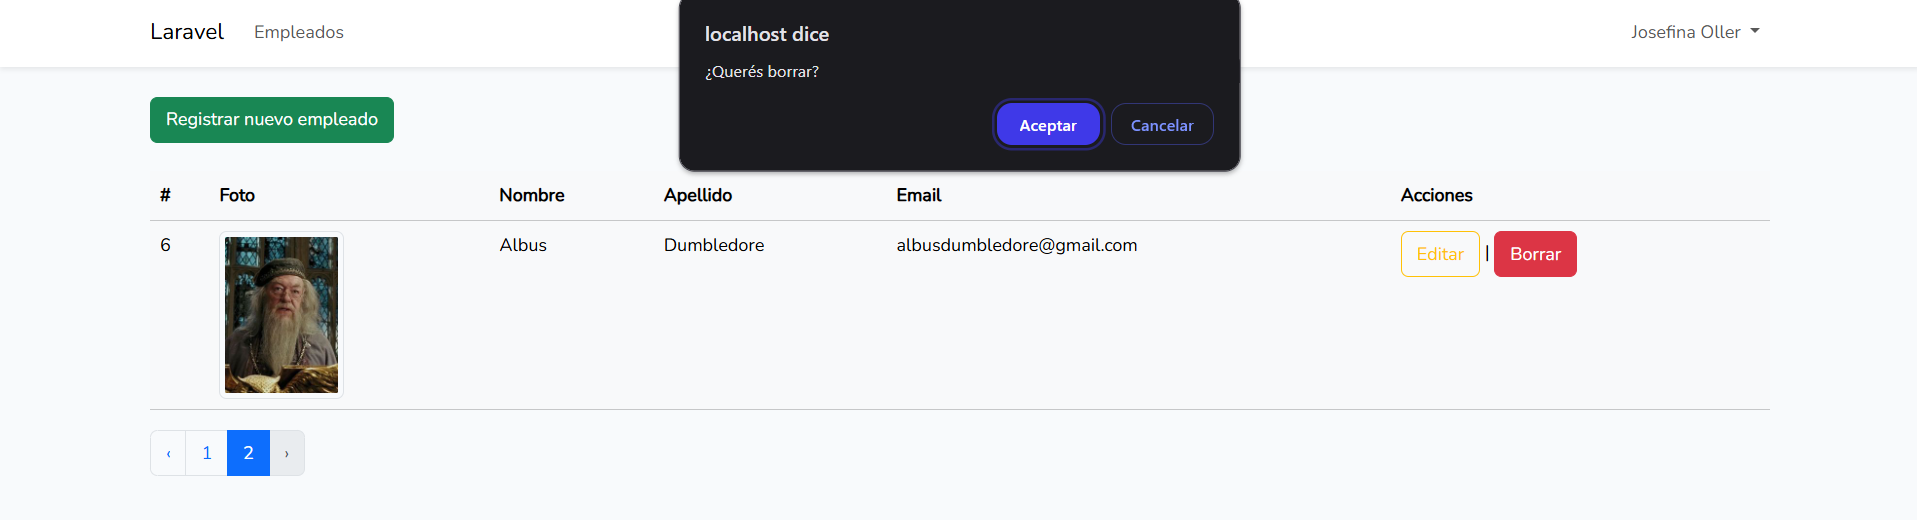 Laravel Empleados Josefina Oller
localhost dice
¿Querés borrar?
Aceptar Cancelar
Registrar nuevo empleado
# Foto Nombre Apellido Email Acciones
6 Albus Dumbledore albusdumbledore@gmail.com Editar | Borrar
‹ 1 2 ›